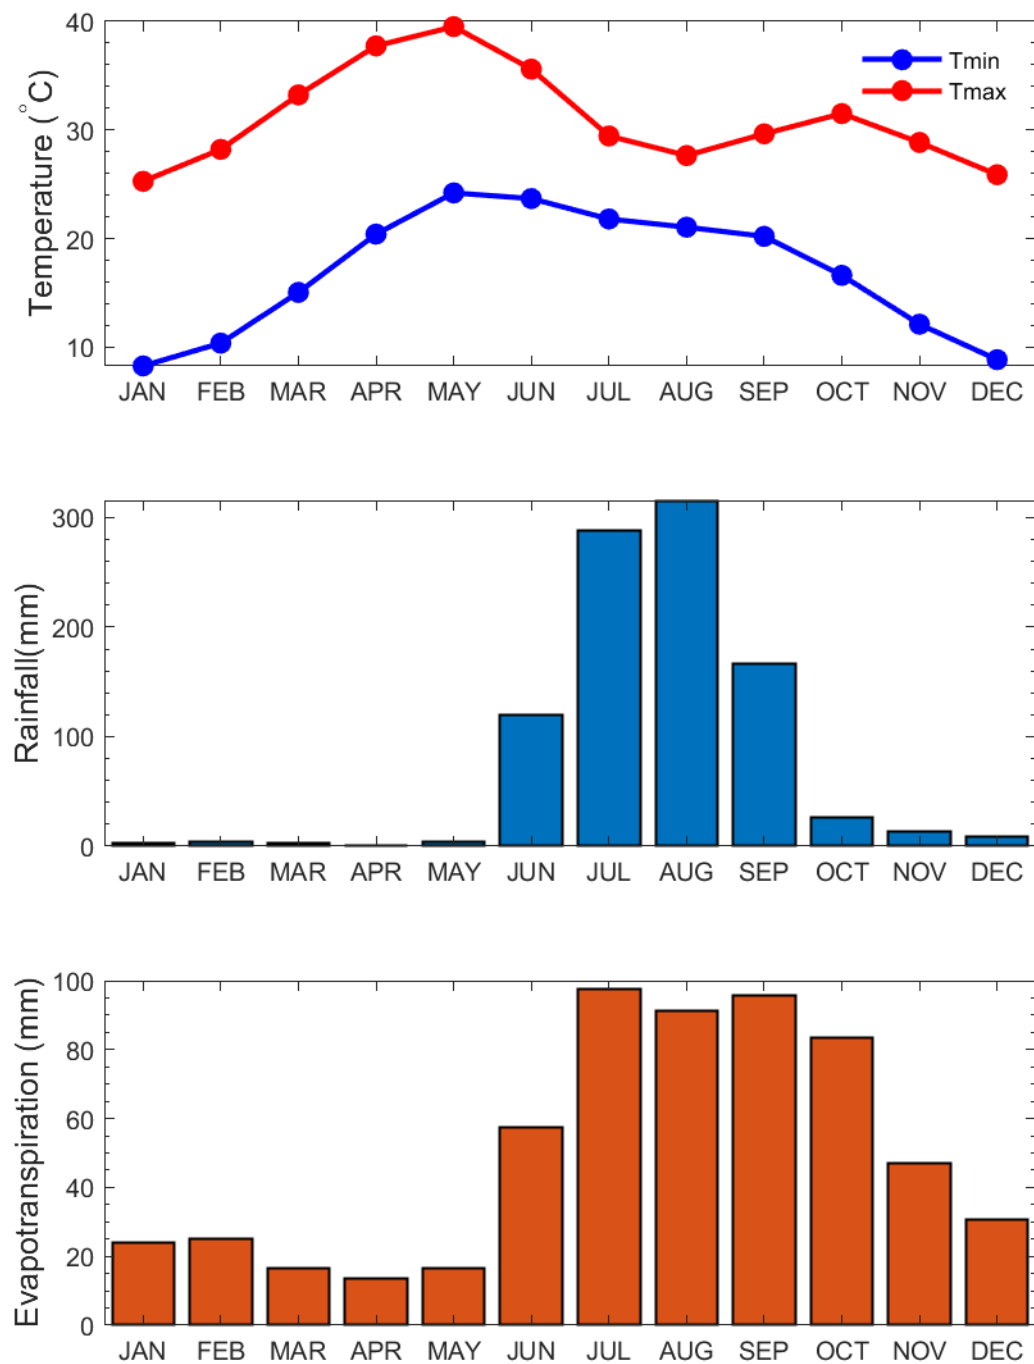 Temperature (°C)
40
30
20
10
Tmin
Tmax
JAN FEB MAR APR MAY JUN JUL AUG SEP OCT NOV DEC
Rainfall(mm)
300
200
100
0
JAN FEB MAR APR MAY JUN JUL AUG SEP OCT NOV DEC
Evapotranspiration (mm)
100
80
60
40
20
0
JAN FEB MAR APR MAY JUN JUL AUG SEP OCT NOV DEC